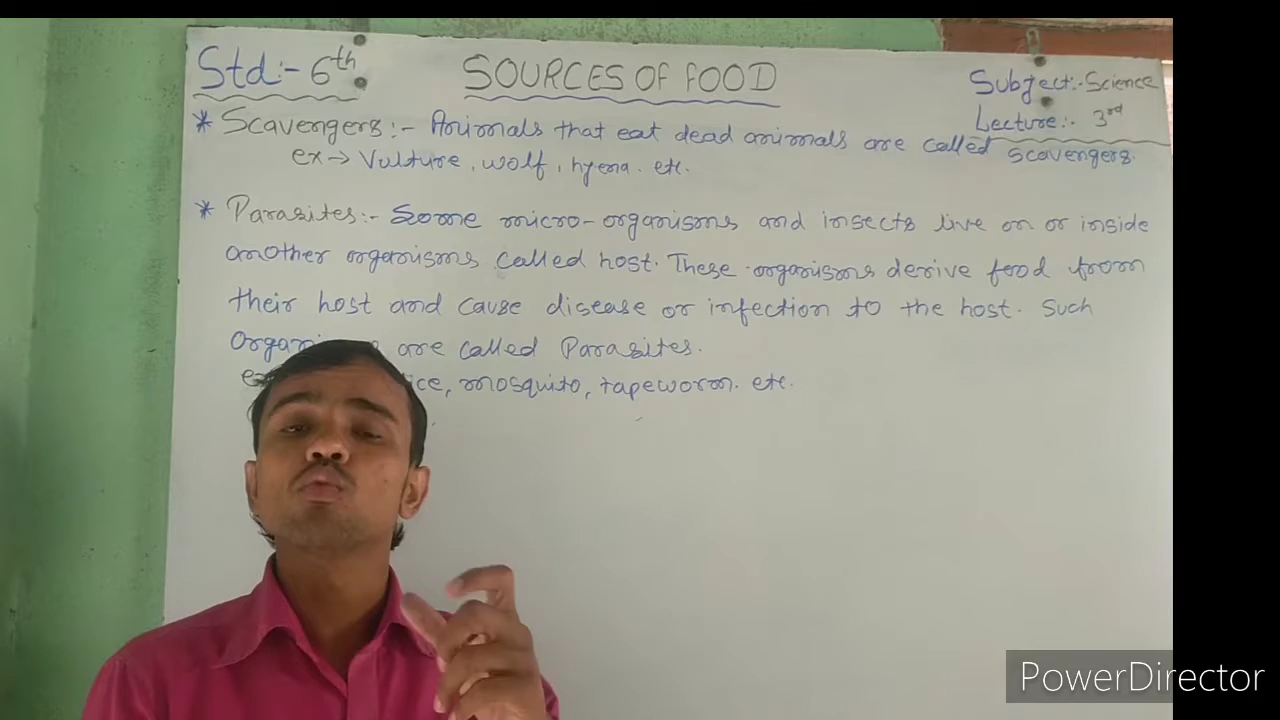 Std:- 6th
SOURCES OF FOOD
Subject:- Science
Lecture:- 3rd
* Scavengers:- Animals that eat dead animals are called scavengers.
ex→ Vulture, wolf, hyena. etc.
* Parasites:- Some micro-organisms and insects live on or inside
another organisms called host. These organisms derive food from
their host and cause disease or infection to the host. Such
are called Parasites.
mosquito, tapeworm. etc.
PowerDirector